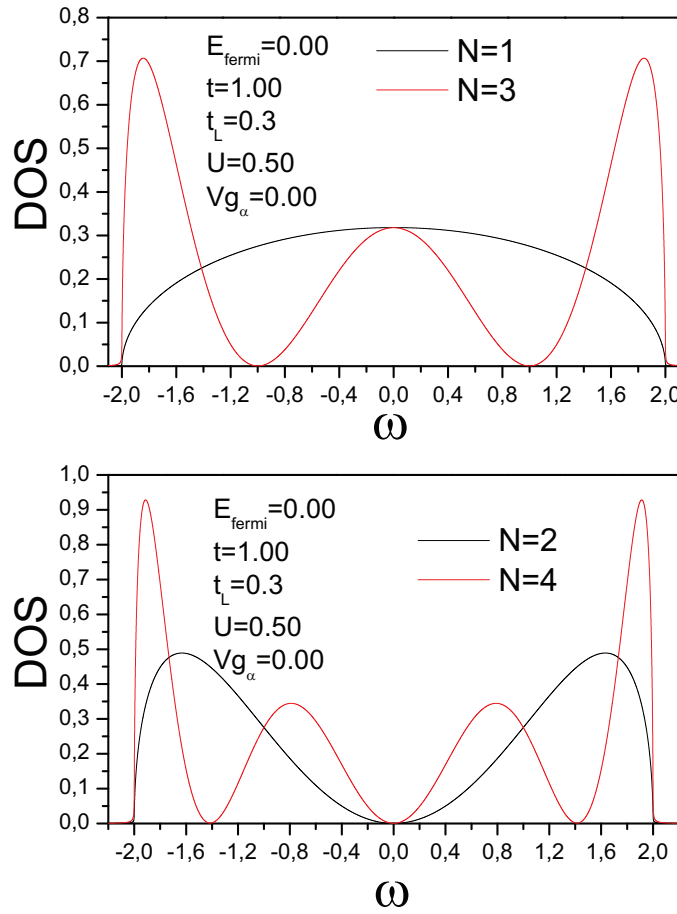 0,8
0,7
0,6
0,5
0,4
0,3
0,2
0,1
0,0
DOS
E_fermi=0.00
t=1.00
t_L=0.3
U=0.50
Vg_α=0.00
N=1
N=3
-2,0 -1,6 -1,2 -0,8 -0,4 0,0 0,4 0,8 1,2 1,6 2,0
ω
1,0
0,9
0,8
0,7
0,6
0,5
0,4
0,3
0,2
0,1
0,0
DOS
E_fermi=0.00
t=1.00
t_L=0.3
U=0.50
Vg_α=0.00
N=2
N=4
-2,0 -1,6 -1,2 -0,8 -0,4 0,0 0,4 0,8 1,2 1,6 2,0
ω